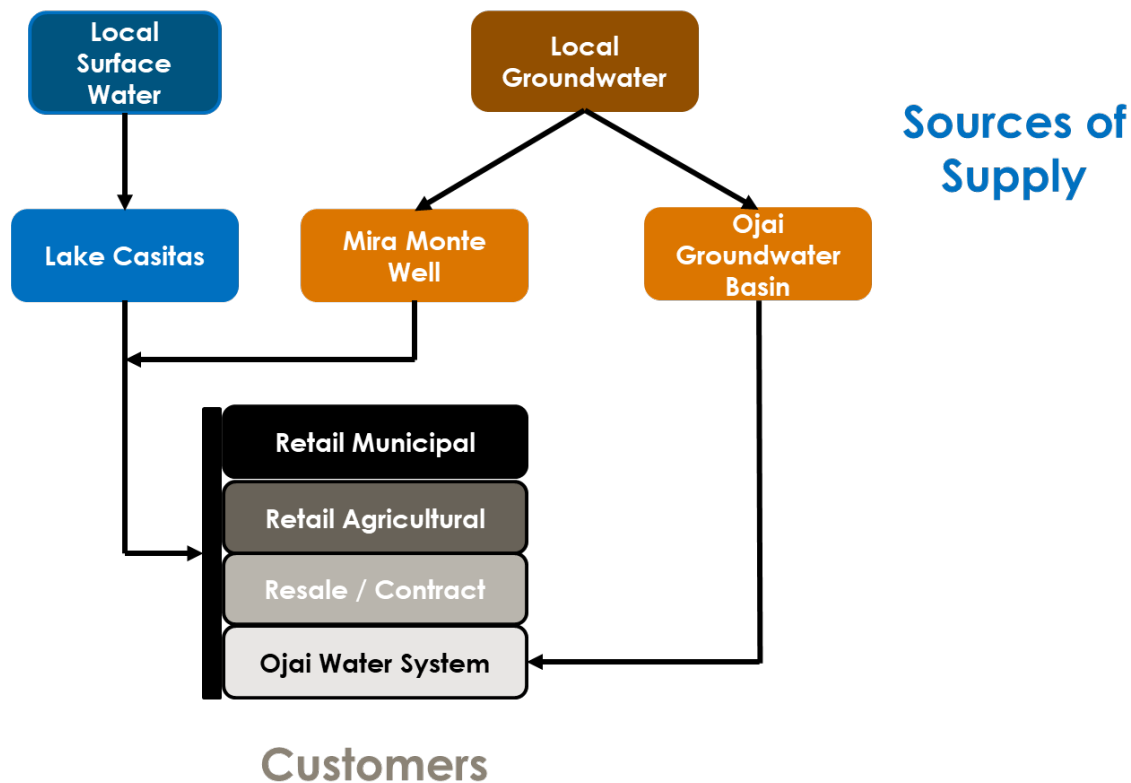 Local
Surface
Water
Local
Groundwater
Sources of
Supply
Lake Casitas
Mira Monte
Well
Ojai
Groundwater
Basin
Retail Municipal
Retail Agricultural
Resale / Contract
Ojai Water System
Customers